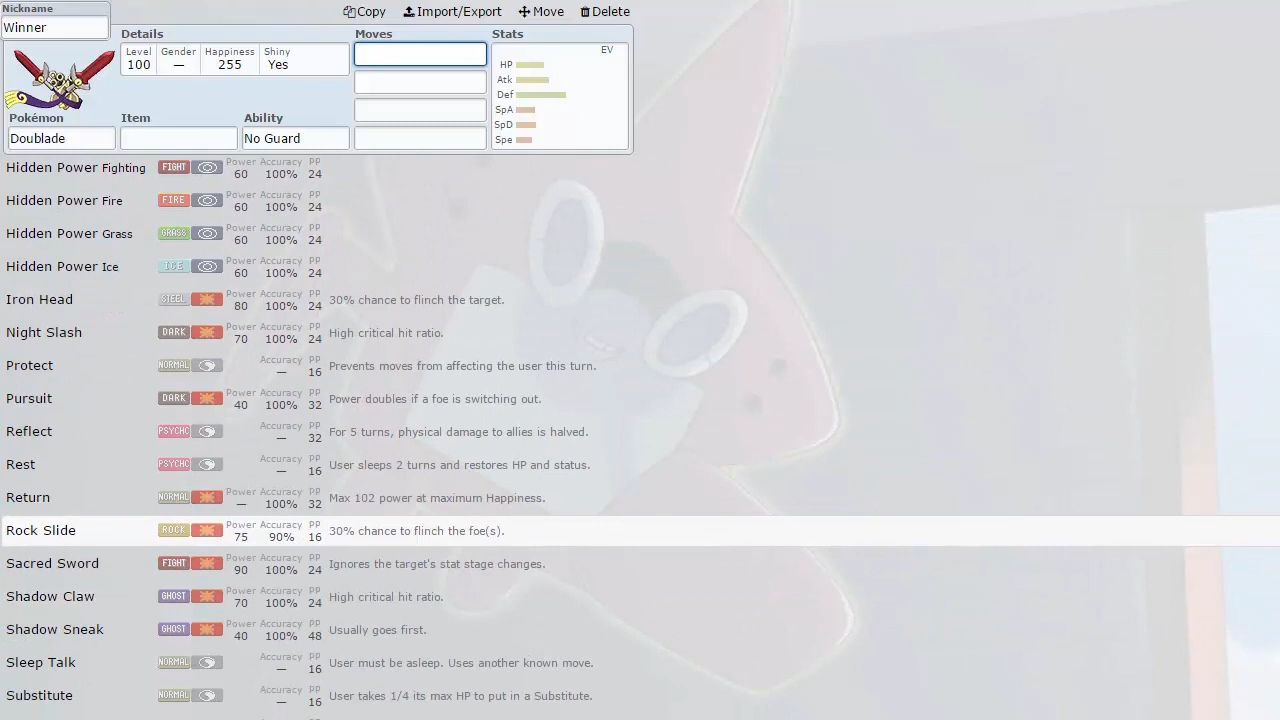 Nickname
Winner
Copy Import/Export Move Delete
Details
Level Gender Happiness Shiny
100 — 255 Yes
Moves
Stats
EV
HP
Atk
Def
SpA
SpD
Spe
Pokémon Item Ability
Doublade No Guard
Hidden Power Fighting FIGHT Power 60 Accuracy 100% PP 24
Hidden Power Fire FIRE Power 60 Accuracy 100% PP 24
Hidden Power Grass GRASS Power 60 Accuracy 100% PP 24
Hidden Power Ice ICE Power 60 Accuracy 100% PP 24
Iron Head STEEL Power 80 Accuracy 100% PP 24 30% chance to flinch the target.
Night Slash DARK Power 70 Accuracy 100% PP 24 High critical hit ratio.
Protect NORMAL Accuracy — PP 16 Prevents moves from affecting the user this turn.
Pursuit DARK Power 40 Accuracy 100% PP 32 Power doubles if a foe is switching out.
Reflect PSYCHC Accuracy — PP 32 For 5 turns, physical damage to allies is halved.
Rest PSYCHC Accuracy — PP 16 User sleeps 2 turns and restores HP and status.
Return NORMAL Power — Accuracy 100% PP 32 Max 102 power at maximum Happiness.
Rock Slide ROCK Power 75 Accuracy 90% PP 16 30% chance to flinch the foe(s).
Sacred Sword FIGHT Power 90 Accuracy 100% PP 24 Ignores the target's stat stage changes.
Shadow Claw GHOST Power 70 Accuracy 100% PP 24 High critical hit ratio.
Shadow Sneak GHOST Power 40 Accuracy 100% PP 48 Usually goes first.
Sleep Talk NORMAL Accuracy — PP 16 User must be asleep. Uses another known move.
Substitute NORMAL Accuracy — PP 16 User takes 1/4 its max HP to put in a Substitute.